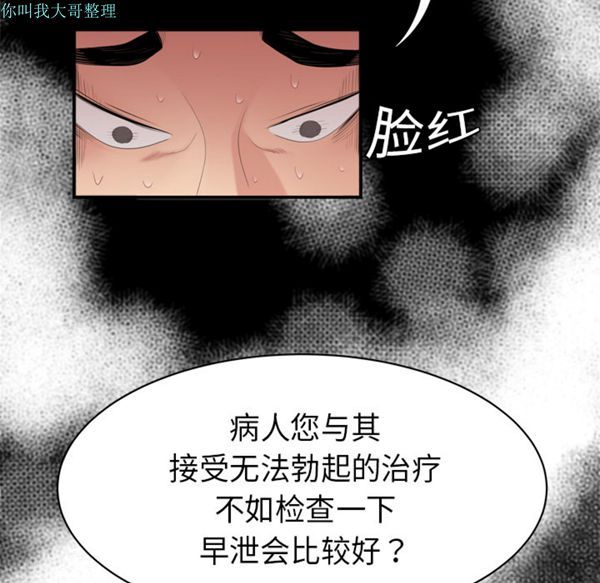 你叫我大哥整理
脸红
病人您与其
接受无法勃起的治疗
不如检查一下
早泄会比较好？